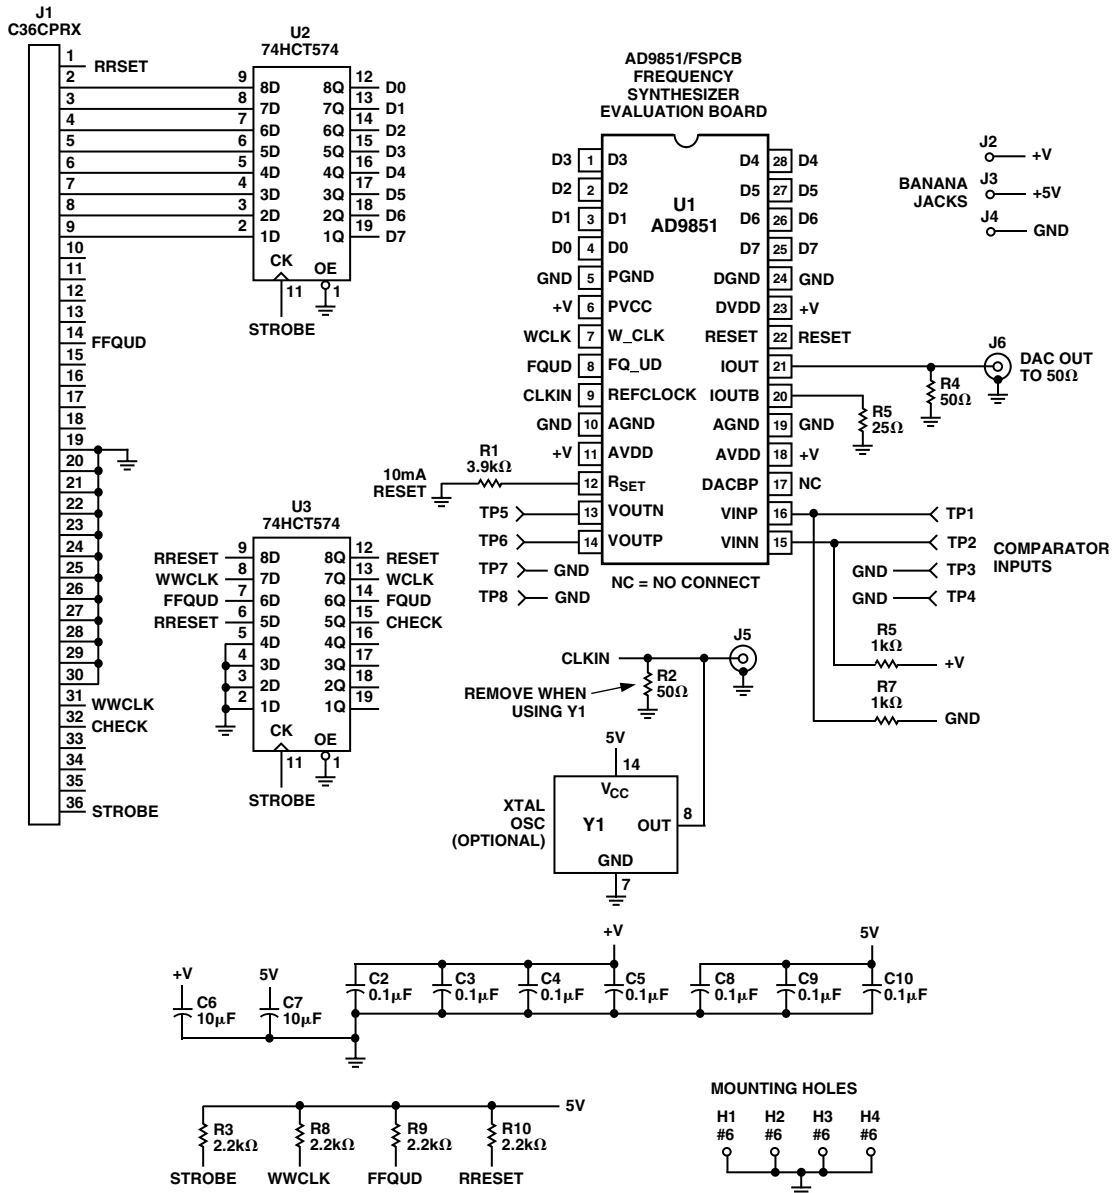 J1
C36CPRX
1
RRSET
2
3
4
5
6
7
8
9
10
11
12
13
14
FFQUD
15
16
17
18
19
20
21
22
23
24
25
26
27
28
29
30
31
WWCLK
32
CHECK
33
34
35
36
STROBE
U2
74HCT574
9 8D 8Q 12 D0
8 7D 7Q 13 D1
7 6D 6Q 14 D2
6 5D 5Q 15 D3
5 4D 4Q 16 D4
4 3D 3Q 17 D5
3 2D 2Q 18 D6
2 1D 1Q 19 D7
CK OE
11 1
STROBE
U3
74HCT574
RRESET 9 8D 8Q 12 RESET
WWCLK 8 7D 7Q 13 WCLK
FFQUD 7 6D 6Q 14 FQUD
RRESET 6 5D 5Q 15 CHECK
5 4D 4Q 16
4 3D 3Q 17
3 2D 2Q 18
2 1D 1Q 19
CK OE
11 1
STROBE
AD9851/FSPCB
FREQUENCY
SYNTHESIZER
EVALUATION BOARD
U1
AD9851
D3 1 D3 D4 28 D4
D2 2 D2 D5 27 D5
D1 3 D1 D6 26 D6
D0 4 D0 D7 25 D7
GND 5 PGND DGND 24 GND
+V 6 PVCC DVDD 23 +V
WCLK 7 W_CLK RESET 22 RESET
FQUD 8 FQ_UD IOUT 21
CLKIN 9 REFCLOCK IOUTB 20
GND 10 AGND AGND 19 GND
+V 11 AVDD AVDD 18 +V
12 RSET DACBP 17 NC
TP5 13 VOUTN VINP 16 TP1
TP6 14 VOUTP VINN 15 TP2
TP7 GND
TP8 GND
NC = NO CONNECT
10mA
RESET
R1
3.9kΩ
J2
+V
J3
+5V
J4
GND
BANANA
JACKS
J6
DAC OUT
TO 50Ω
R4
50Ω
R5
25Ω
GND TP3
GND TP4
COMPARATOR
INPUTS
R5
1kΩ
+V
R7
1kΩ
GND
CLKIN
J5
R2
50Ω
REMOVE WHEN
USING Y1
5V
14
VCC
XTAL
OSC
(OPTIONAL)
Y1
OUT
8
GND
7
+V
C6
10µF
5V
C7
10µF
+V
C2
0.1µF
C3
0.1µF
C4
0.1µF
C5
0.1µF
5V
C8
0.1µF
C9
0.1µF
C10
0.1µF
5V
R3
2.2kΩ
R8
2.2kΩ
R9
2.2kΩ
R10
2.2kΩ
STROBE
WWCLK
FFQUD
RRESET
MOUNTING HOLES
H1 H2 H3 H4
#6 #6 #6 #6